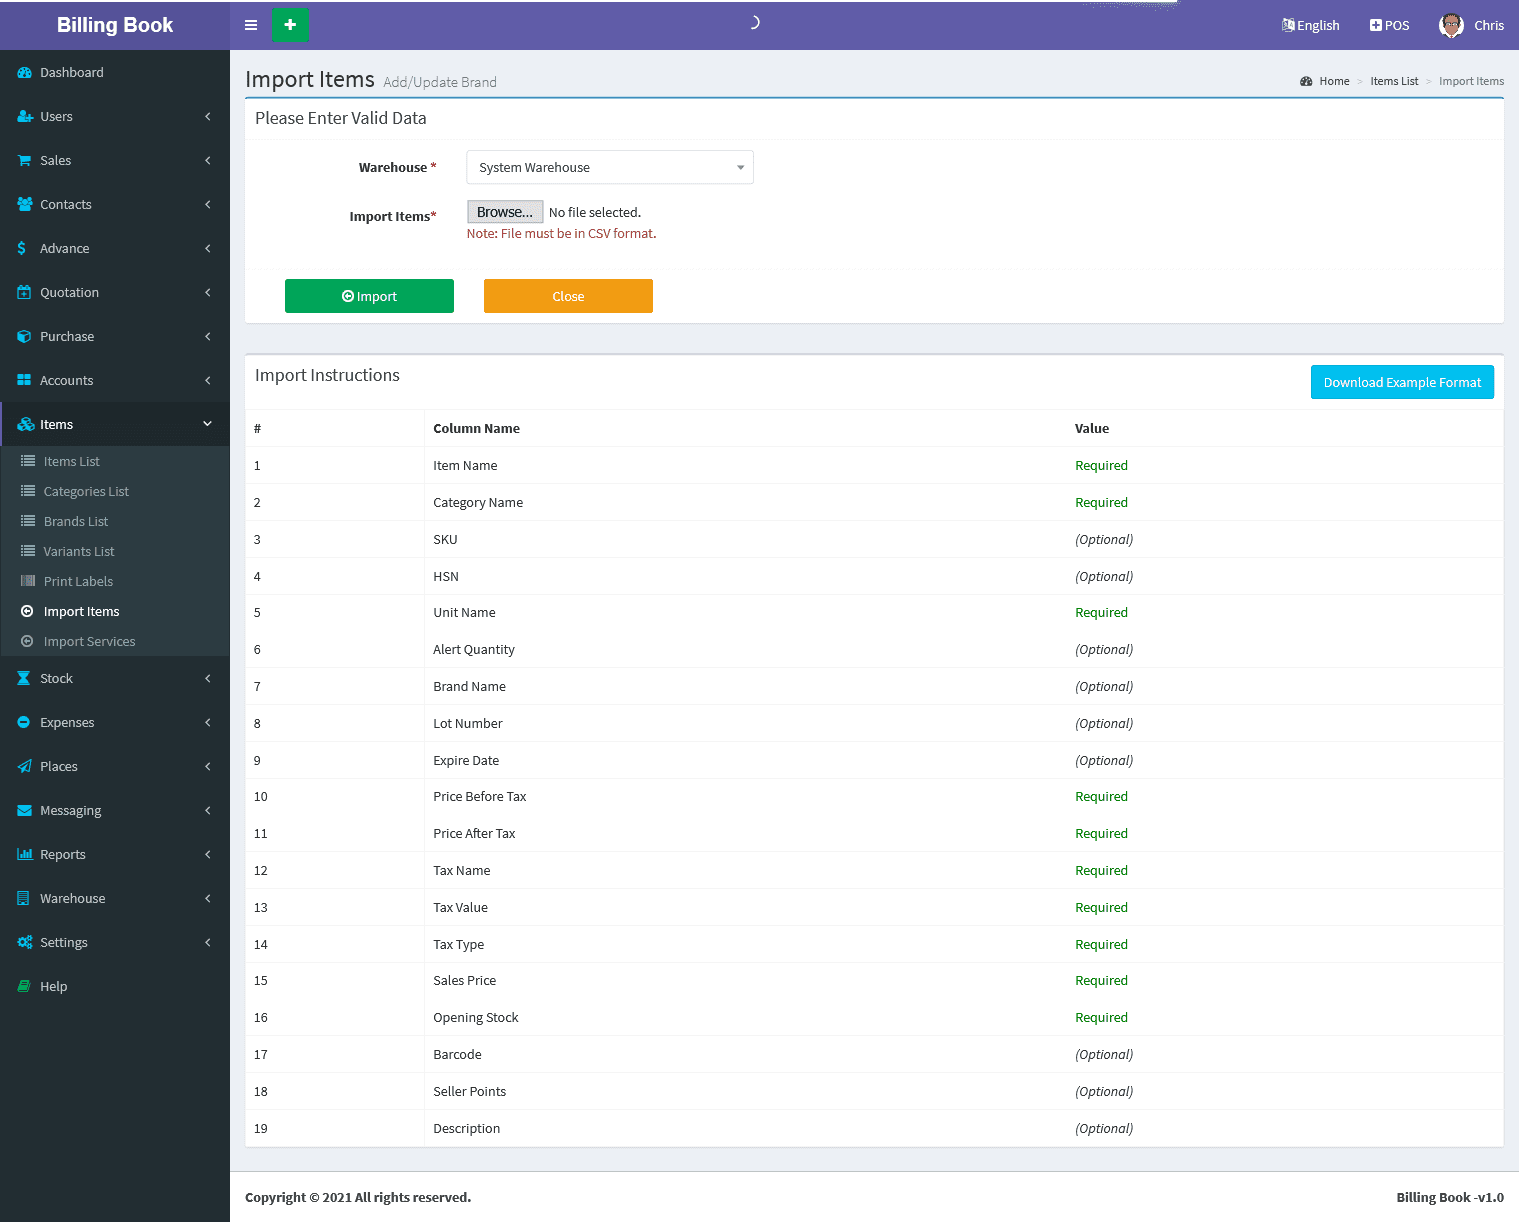 Billing Book
English
POS
Chris
Dashboard
Users
Sales
Contacts
Advance
Quotation
Purchase
Accounts
Items
Items List
Categories List
Brands List
Variants List
Print Labels
Import Items
Import Services
Stock
Expenses
Places
Messaging
Reports
Warehouse
Settings
Help
Import Items Add/Update Brand
Home > Items List > Import Items
Please Enter Valid Data
Warehouse * System Warehouse
Import Items* Browse... No file selected.
Note: File must be in CSV format.
Import Close
Import Instructions
Download Example Format
# Column Name Value
1 Item Name Required
2 Category Name Required
3 SKU (Optional)
4 HSN (Optional)
5 Unit Name Required
6 Alert Quantity (Optional)
7 Brand Name (Optional)
8 Lot Number (Optional)
9 Expire Date (Optional)
10 Price Before Tax Required
11 Price After Tax Required
12 Tax Name Required
13 Tax Value Required
14 Tax Type Required
15 Sales Price Required
16 Opening Stock Required
17 Barcode (Optional)
18 Seller Points (Optional)
19 Description (Optional)
Copyright © 2021 All rights reserved.
Billing Book -v1.0